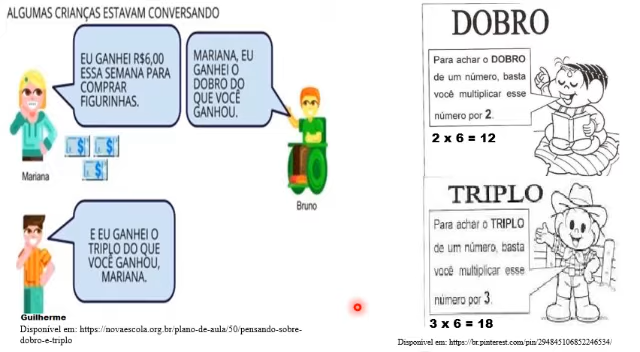 ALGUMAS CRIANÇAS ESTAVAM CONVERSANDO
EU GANHEI R$6,00
ESSA SEMANA PARA
COMPRAR
FIGURINHAS.
MARIANA, EU
GANHEI O
DOBRO DO
QUE VOCÊ
GANHOU.
$ $
$
Mariana
Bruno
E EU GANHEI O
TRIPLO DO QUE
VOCÊ GANHOU,
MARIANA.
Guilherme
Disponível em: https://novaescola.org.br/plano-de-aula/50/pensando-sobre-
dobro-e-triplo
DOBRO
Para achar o DOBRO
de um número, basta
você multiplicar esse
número por 2.
2 x 6 = 12
TRIPLO
Para achar o TRIPLO
de um número, basta
você multiplicar esse
número por 3.
3 x 6 = 18
Disponível em: https://br.pinterest.com/pin/294845106852246534/